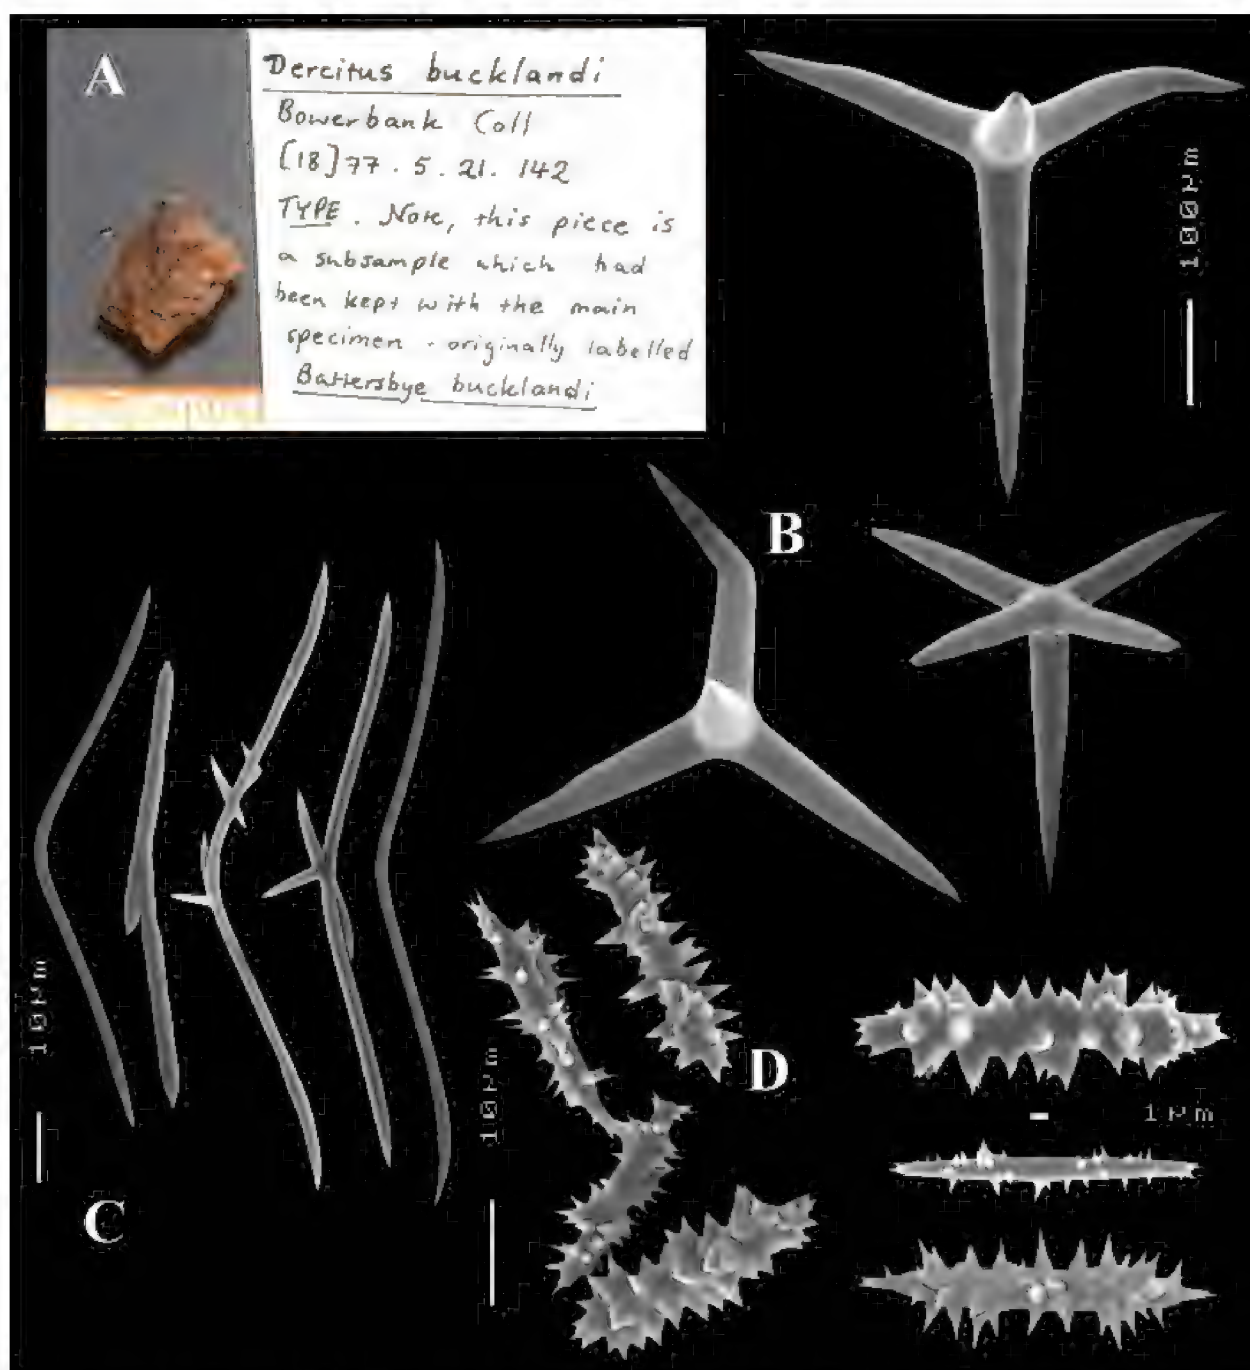 A
Dercitus bucklandi
Bowerbank Coll
[18]77 . 5 . 21 . 142
TYPE . Note, this piece is
a subsample which had
been kept with the main
specimen - originally labelled
Battersbye bucklandi
100µm
B
10µm
C
10µm
D
1µm